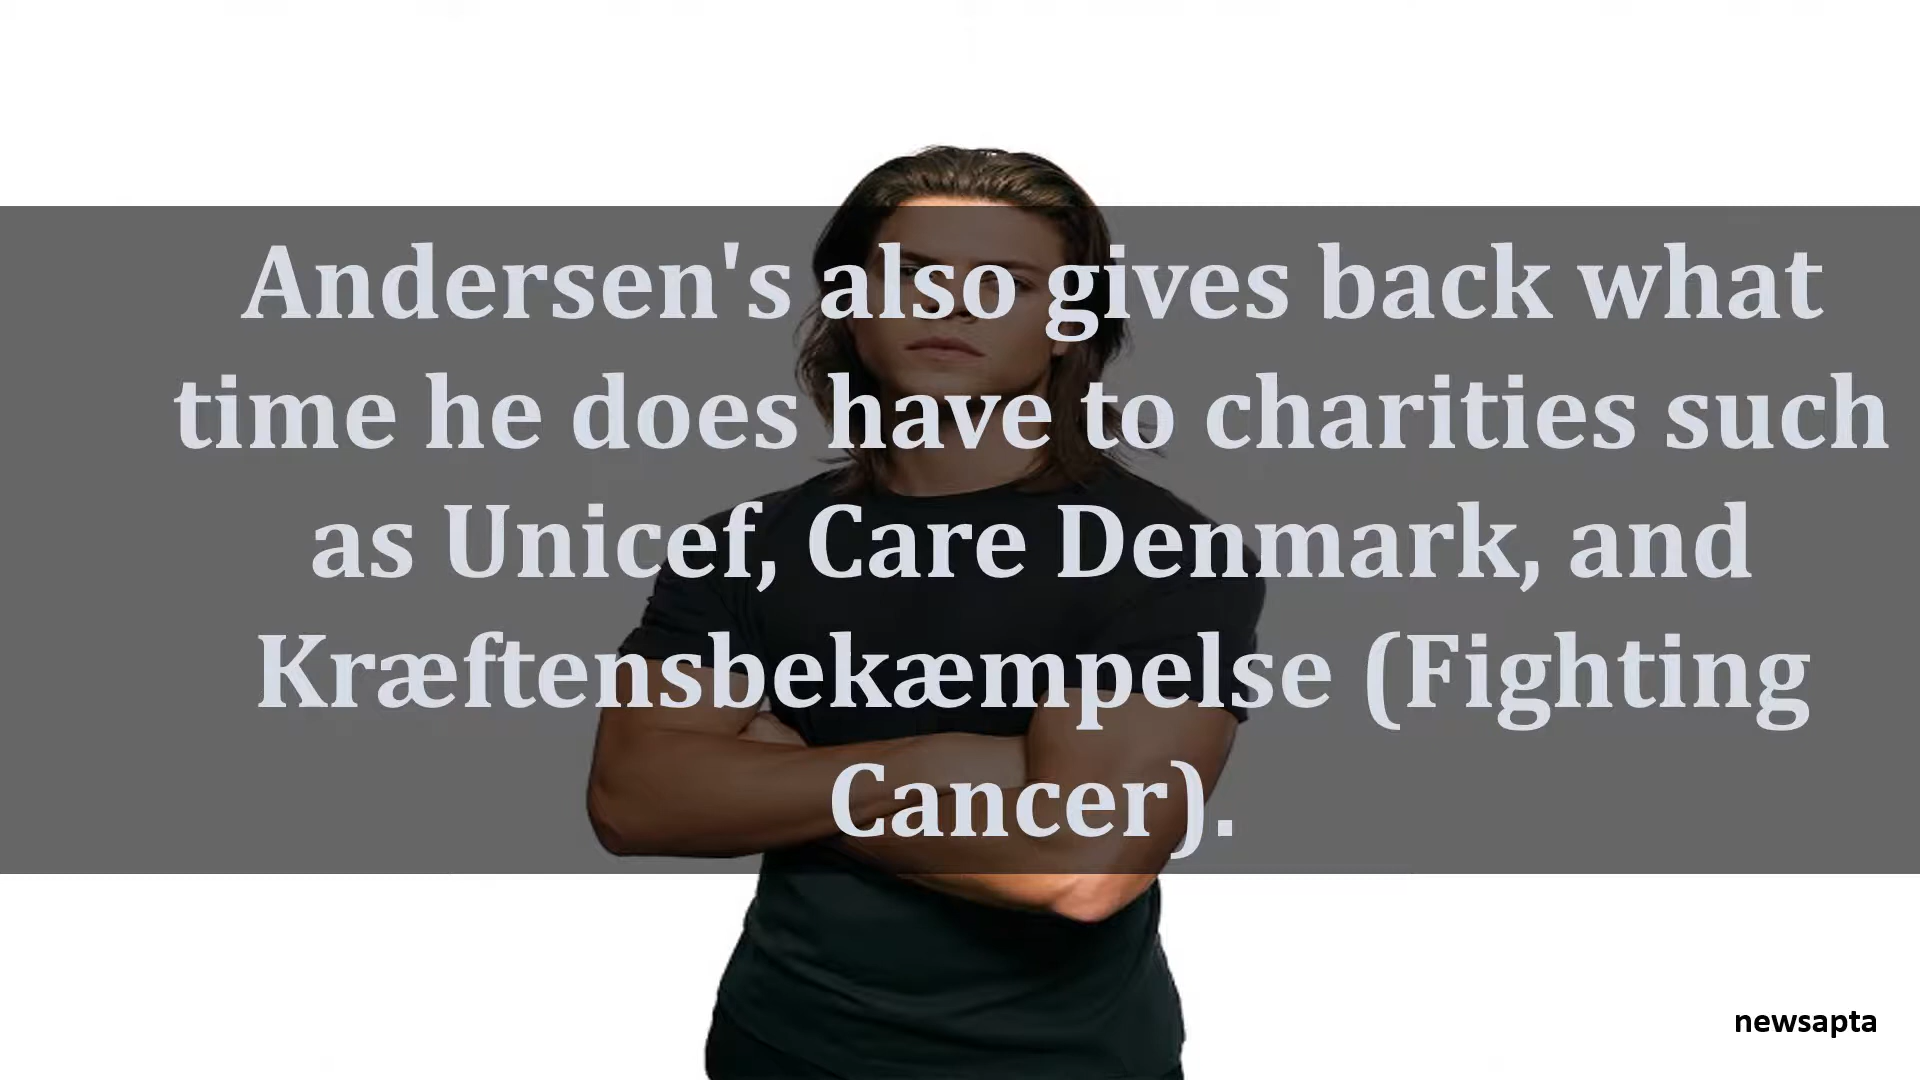 Andersen's also gives back what
time he does have to charities such
as Unicef, Care Denmark, and
Kræftensbekæmpelse (Fighting
Cancer).
newsapta